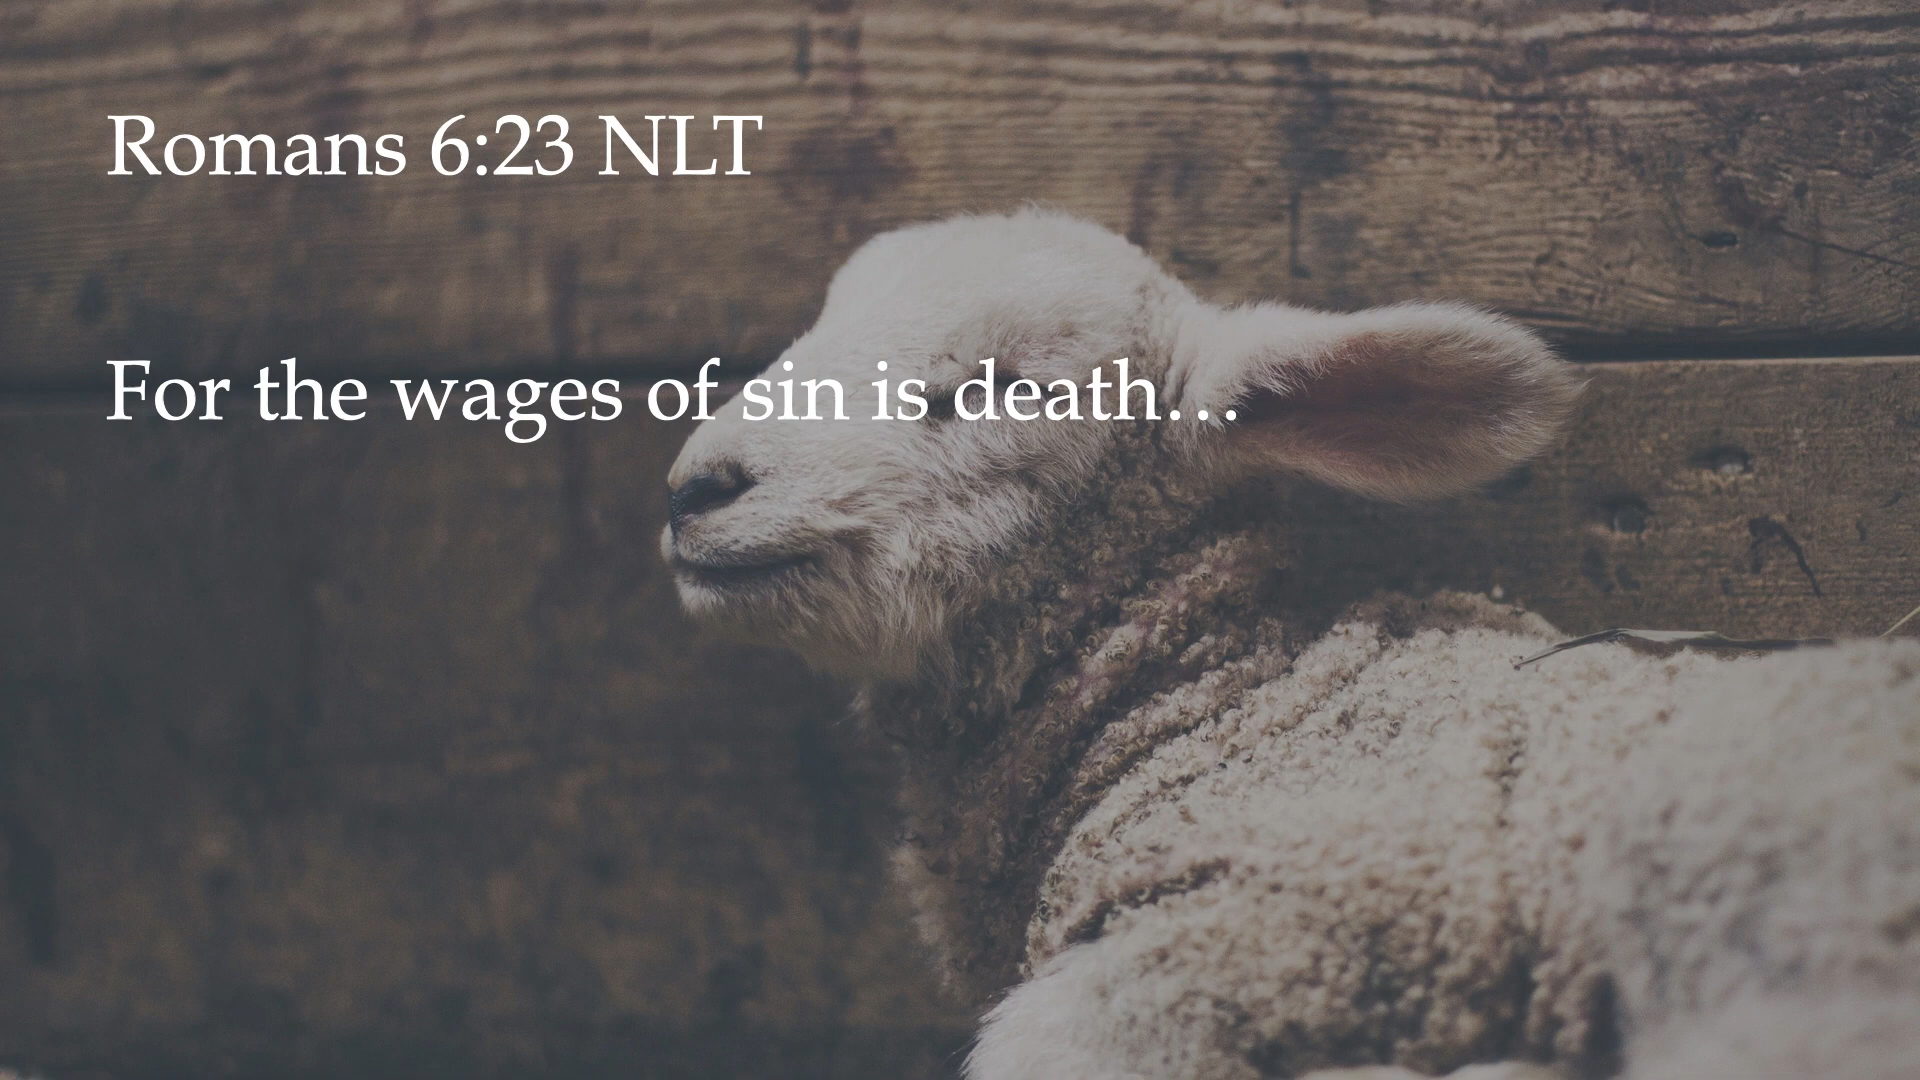 Romans 6:23 NLT
For the wages of sin is death…